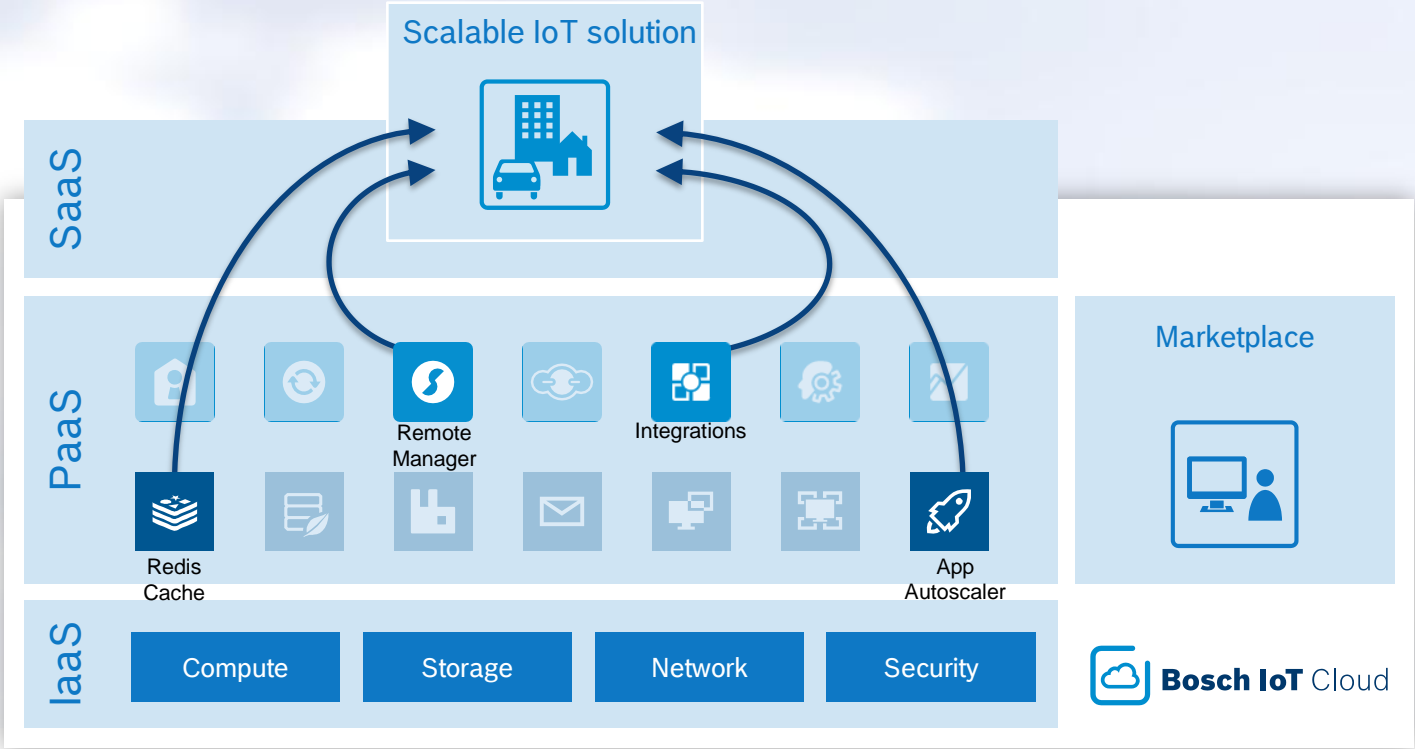 Scalable IoT solution
SaaS
PaaS
Remote
Manager
Integrations
Redis
Cache
App
Autoscaler
Marketplace
IaaS
Compute
Storage
Network
Security
Bosch IoT Cloud